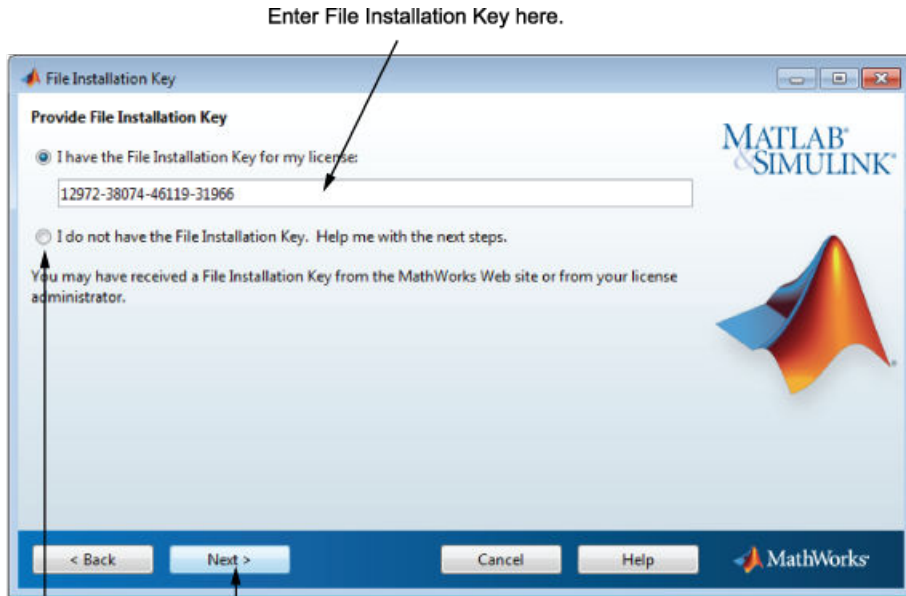 Enter File Installation Key here.
File Installation Key
Provide File Installation Key
MATLAB®
&SIMULINK®
I have the File Installation Key for my license:
12972-38074-46119-31966
I do not have the File Installation Key. Help me with the next steps.
You may have received a File Installation Key from the MathWorks Web site or from your license
administrator.
< Back Next > Cancel Help MathWorks®